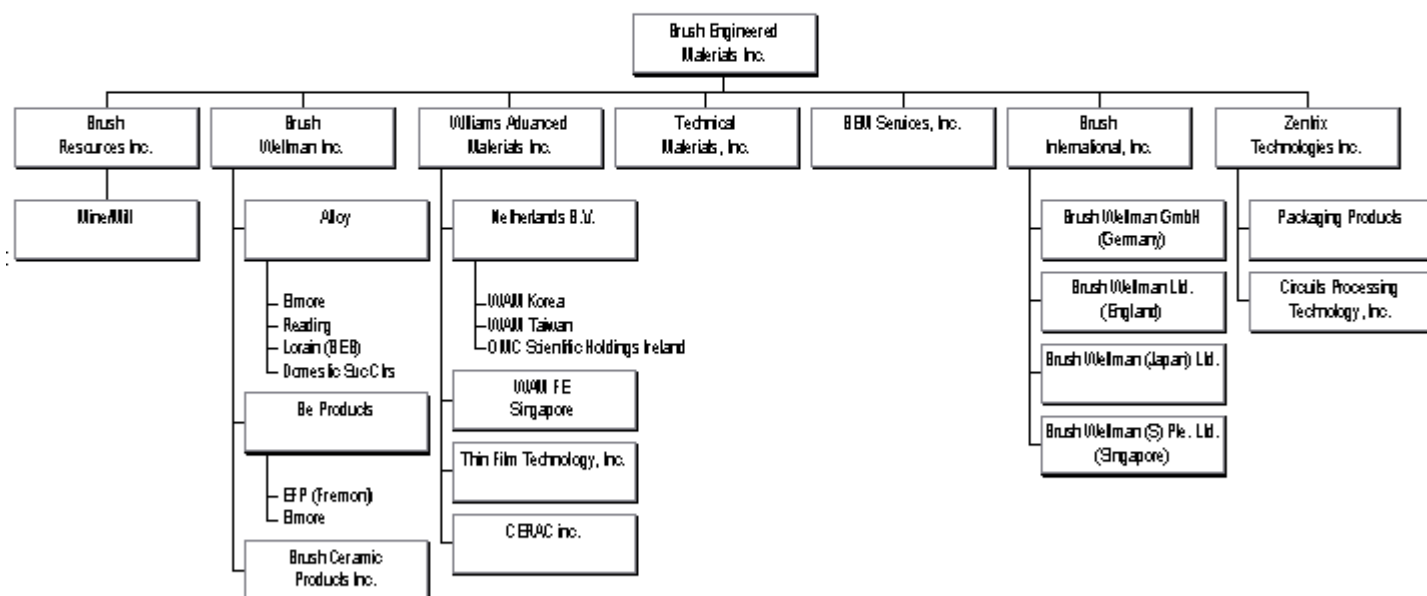 Brush Engineered
Materials Inc.
Brush
Resources Inc.
Brush
Wellman Inc.
Williams Advanced
Materials Inc.
Technical
Materials, Inc.
BEM Services, Inc.
Brush
International, Inc.
Zentrix
Technologies Inc.
Mine/Mill
Alloy
Elmore
Reading
Lorain (BEB)
Domestic Svc Ctrs
Be Products
EFP (Fremont)
Elmore
Brush Ceramic
Products Inc.
Netherlands B.V.
WAM Korea
WAM Taiwan
OMC Scientific Holdings Ireland
WAM FE
Singapore
Thin Film Technology, Inc.
CERAC inc.
Brush Wellman GmbH
(Germany)
Brush Wellman Ltd.
(England)
Brush Wellman (Japan) Ltd.
Brush Wellman (S) Pte. Ltd.
(Singapore)
Packaging Products
Circuits Processing
Technology, Inc.
: